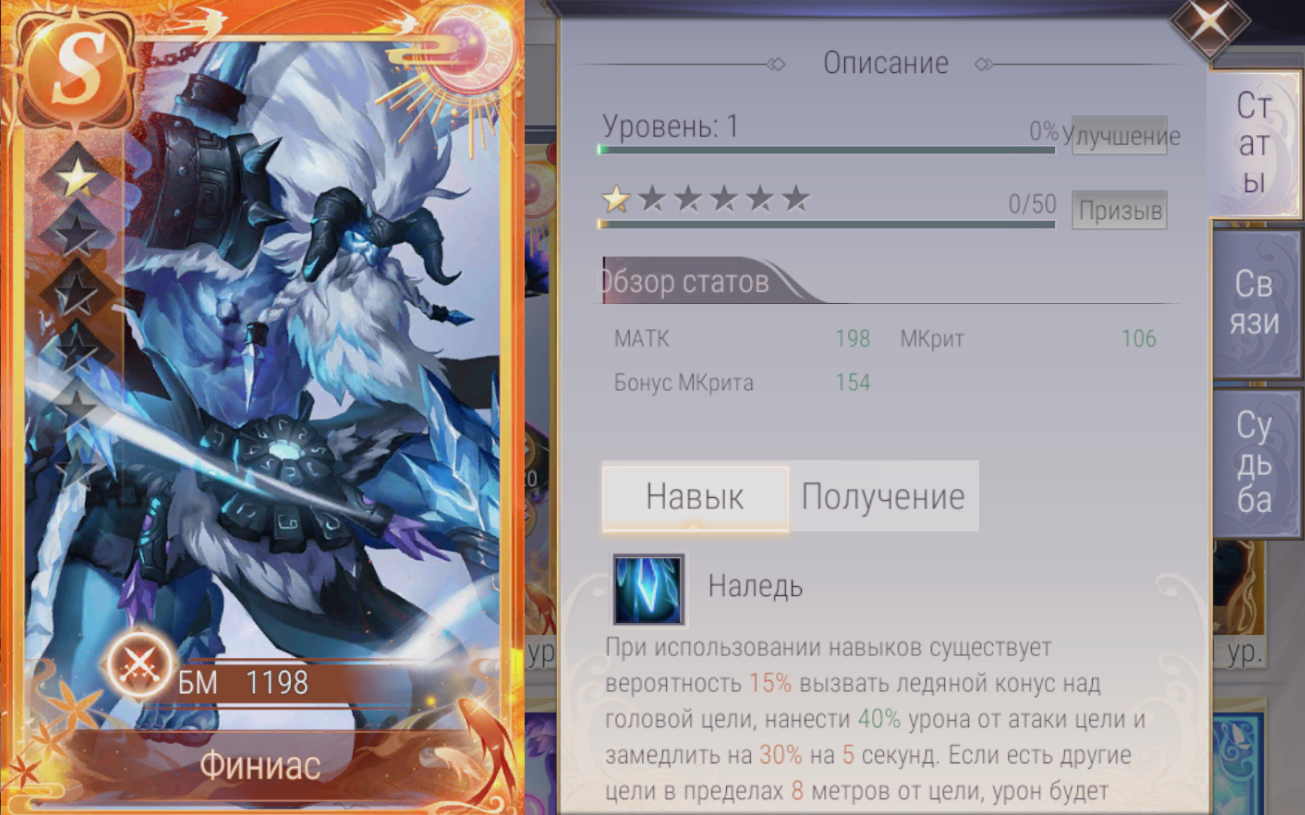 S
БМ 1198
Финиас
Описание
Уровень: 1
0%
Улучшение
0/50
Призыв
Обзор статов
МАТК 198 МКрит 106
Бонус МКрита 154
Навык Получение
Наледь
При использовании навыков существует
вероятность 15% вызвать ледяной конус над
головой цели, нанести 40% урона от атаки цели и
замедлить на 30% на 5 секунд. Если есть другие
цели в пределах 8 метров от цели, урон будет
Ст
ат
ы
Св
язи
Су
дь
ба
ур
ур.